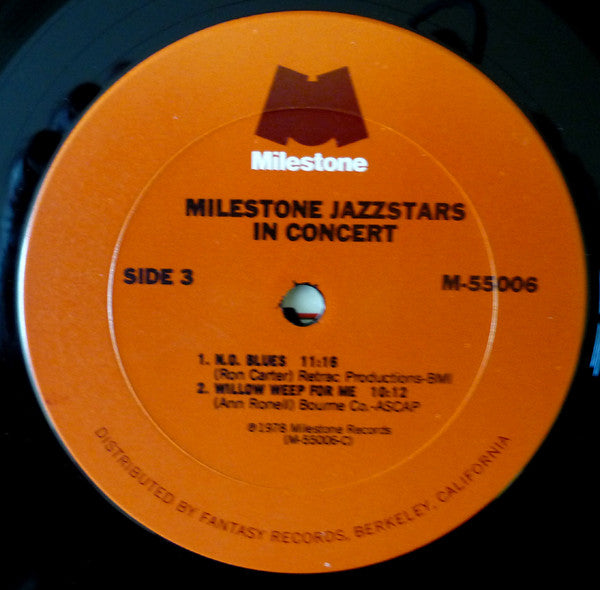 Milestone
MILESTONE JAZZSTARS
IN CONCERT
SIDE 3
M-55006
1. N.O. BLUES 11:16
(Ron Carter) Retrac Productions-BMI
2. WILLOW WEEP FOR ME 10:12
(Ann Ronell) Bourne Co.-ASCAP
℗1978 Milestone Records
(M-55006-C)
DISTRIBUTED BY FANTASY RECORDS, BERKELEY, CALIFORNIA